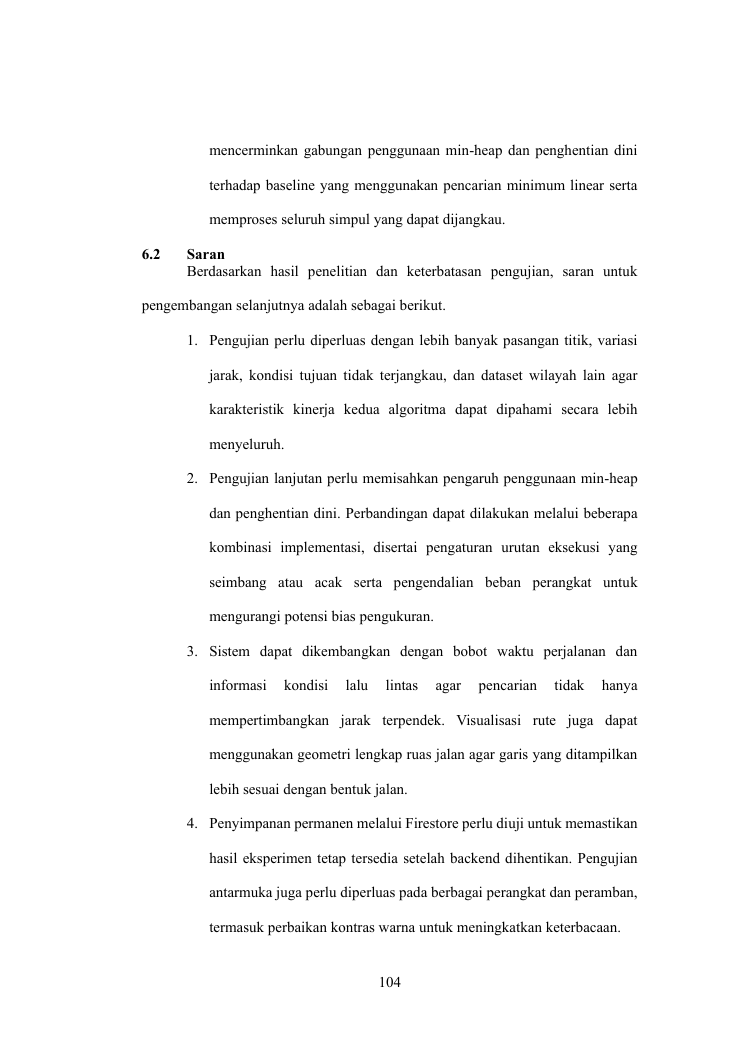 mencerminkan gabungan penggunaan min-heap dan penghentian dini
terhadap baseline yang menggunakan pencarian minimum linear serta
memproses seluruh simpul yang dapat dijangkau.
6.2 Saran
Berdasarkan hasil penelitian dan keterbatasan pengujian, saran untuk
pengembangan selanjutnya adalah sebagai berikut.
1. Pengujian perlu diperluas dengan lebih banyak pasangan titik, variasi
jarak, kondisi tujuan tidak terjangkau, dan dataset wilayah lain agar
karakteristik kinerja kedua algoritma dapat dipahami secara lebih
menyeluruh.
2. Pengujian lanjutan perlu memisahkan pengaruh penggunaan min-heap
dan penghentian dini. Perbandingan dapat dilakukan melalui beberapa
kombinasi implementasi, disertai pengaturan urutan eksekusi yang
seimbang atau acak serta pengendalian beban perangkat untuk
mengurangi potensi bias pengukuran.
3. Sistem dapat dikembangkan dengan bobot waktu perjalanan dan
informasi kondisi lalu lintas agar pencarian tidak hanya
mempertimbangkan jarak terpendek. Visualisasi rute juga dapat
menggunakan geometri lengkap ruas jalan agar garis yang ditampilkan
lebih sesuai dengan bentuk jalan.
4. Penyimpanan permanen melalui Firestore perlu diuji untuk memastikan
hasil eksperimen tetap tersedia setelah backend dihentikan. Pengujian
antarmuka juga perlu diperluas pada berbagai perangkat dan peramban,
termasuk perbaikan kontras warna untuk meningkatkan keterbacaan.
104